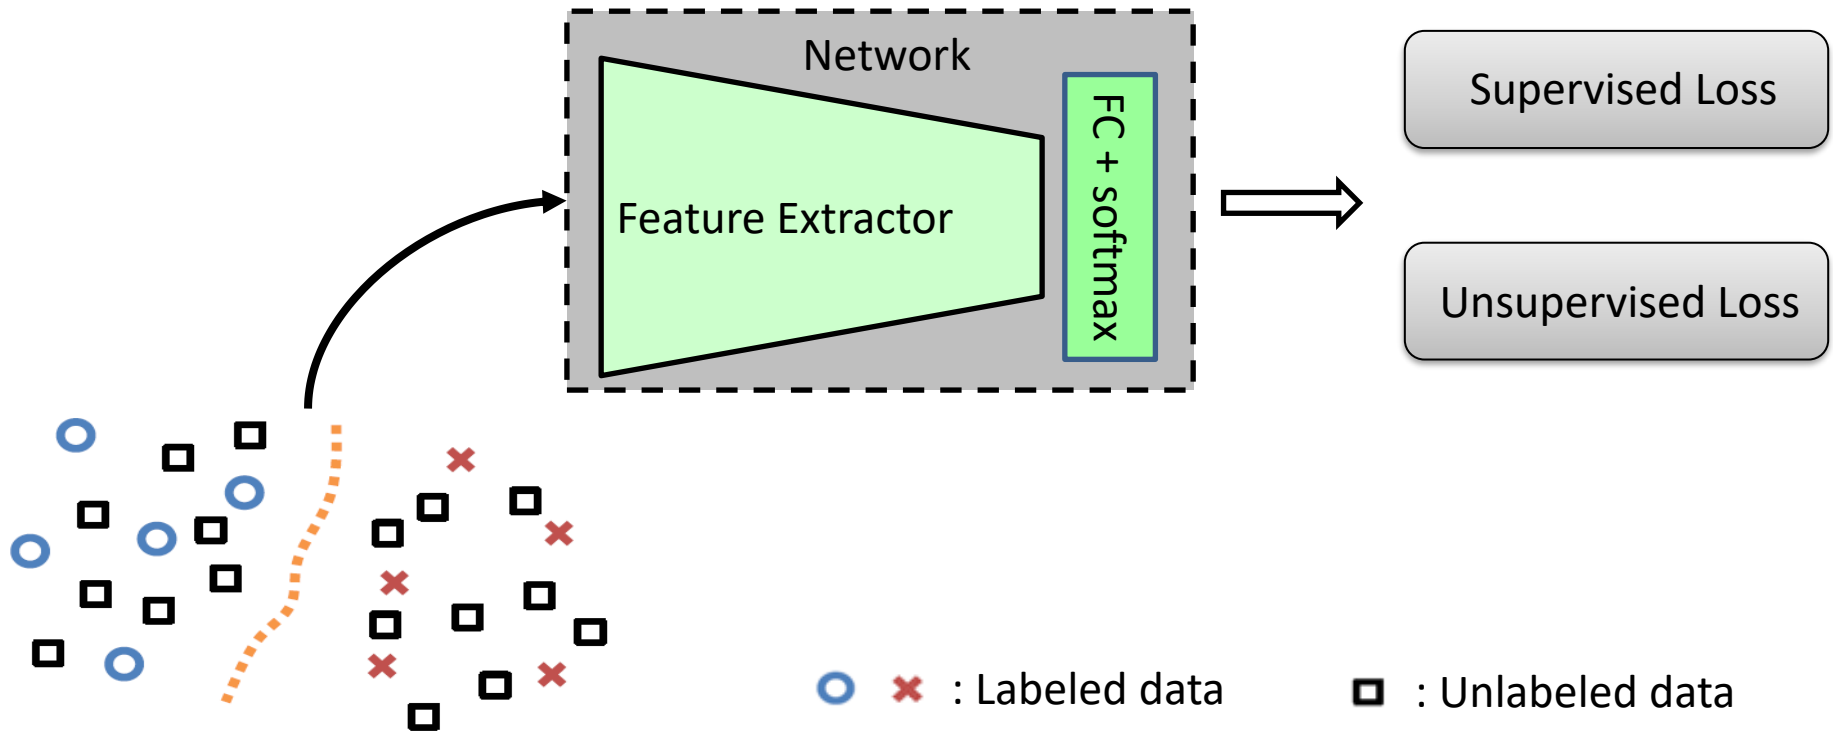 Network
Feature Extractor
FC + softmax
Supervised Loss
Unsupervised Loss
: Labeled data
: Unlabeled data